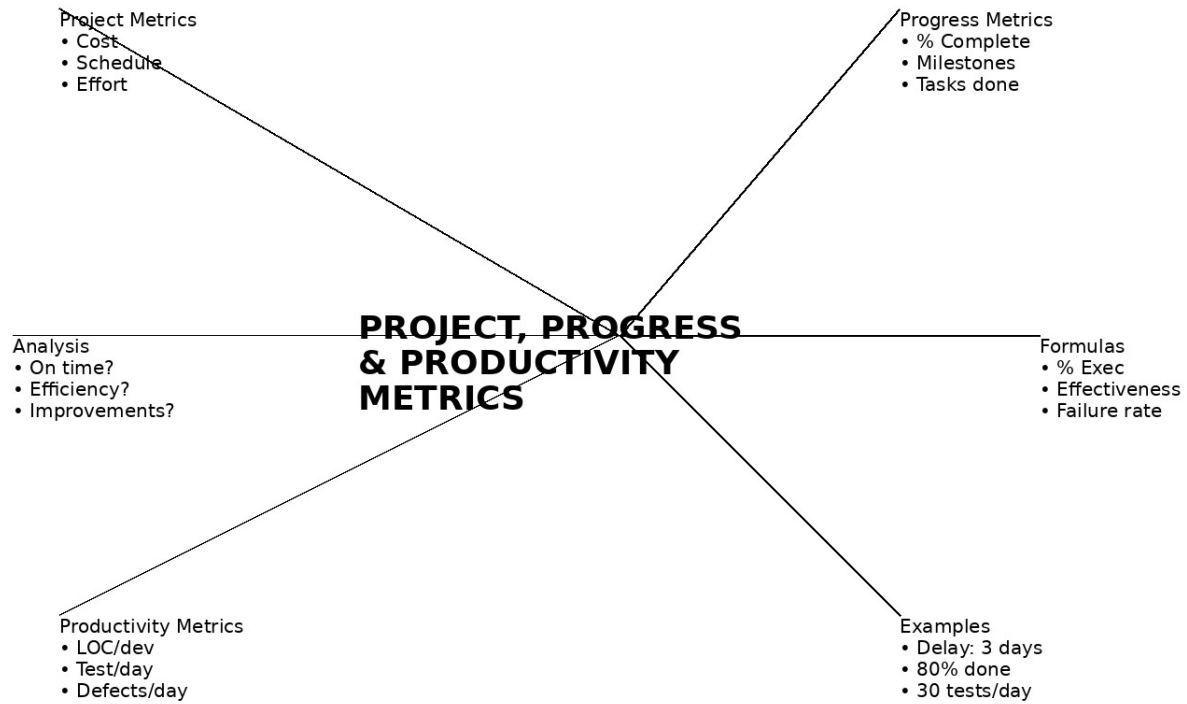 Project Metrics
• Cost
• Schedule
• Effort
Progress Metrics
• % Complete
• Milestones
• Tasks done
PROJECT, PROGRESS
& PRODUCTIVITY
METRICS
Analysis
• On time?
• Efficiency?
• Improvements?
Formulas
• % Exec
• Effectiveness
• Failure rate
Productivity Metrics
• LOC/dev
• Test/day
• Defects/day
Examples
• Delay: 3 days
• 80% done
• 30 tests/day